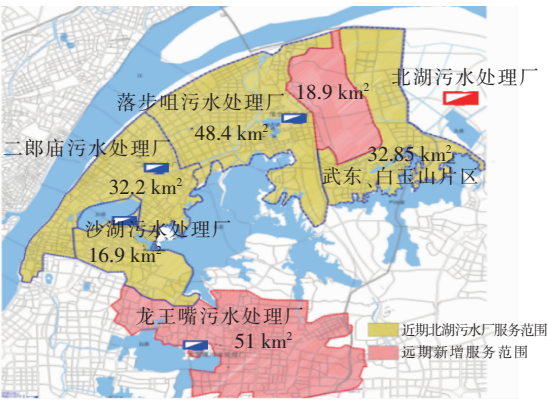 北湖污水处理厂
18.9 km²
落步咀污水处理厂
48.4 km²
二郎庙污水处理厂
32.2 km²
32.85 km²
武东、白玉山片区
沙湖污水处理厂
16.9 km²
龙王嘴污水处理厂
51 km²
近期北湖污水厂服务范围
远期新增服务范围